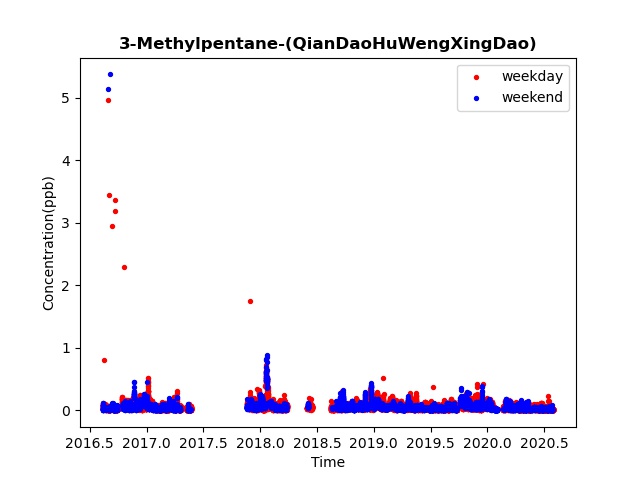 3-Methylpentane-(QianDaoHuWengXingDao)
weekday
weekend
Concentration(ppb)
5
4
3
2
1
0
2016.5 2017.0 2017.5 2018.0 2018.5 2019.0 2019.5 2020.0 2020.5
Time